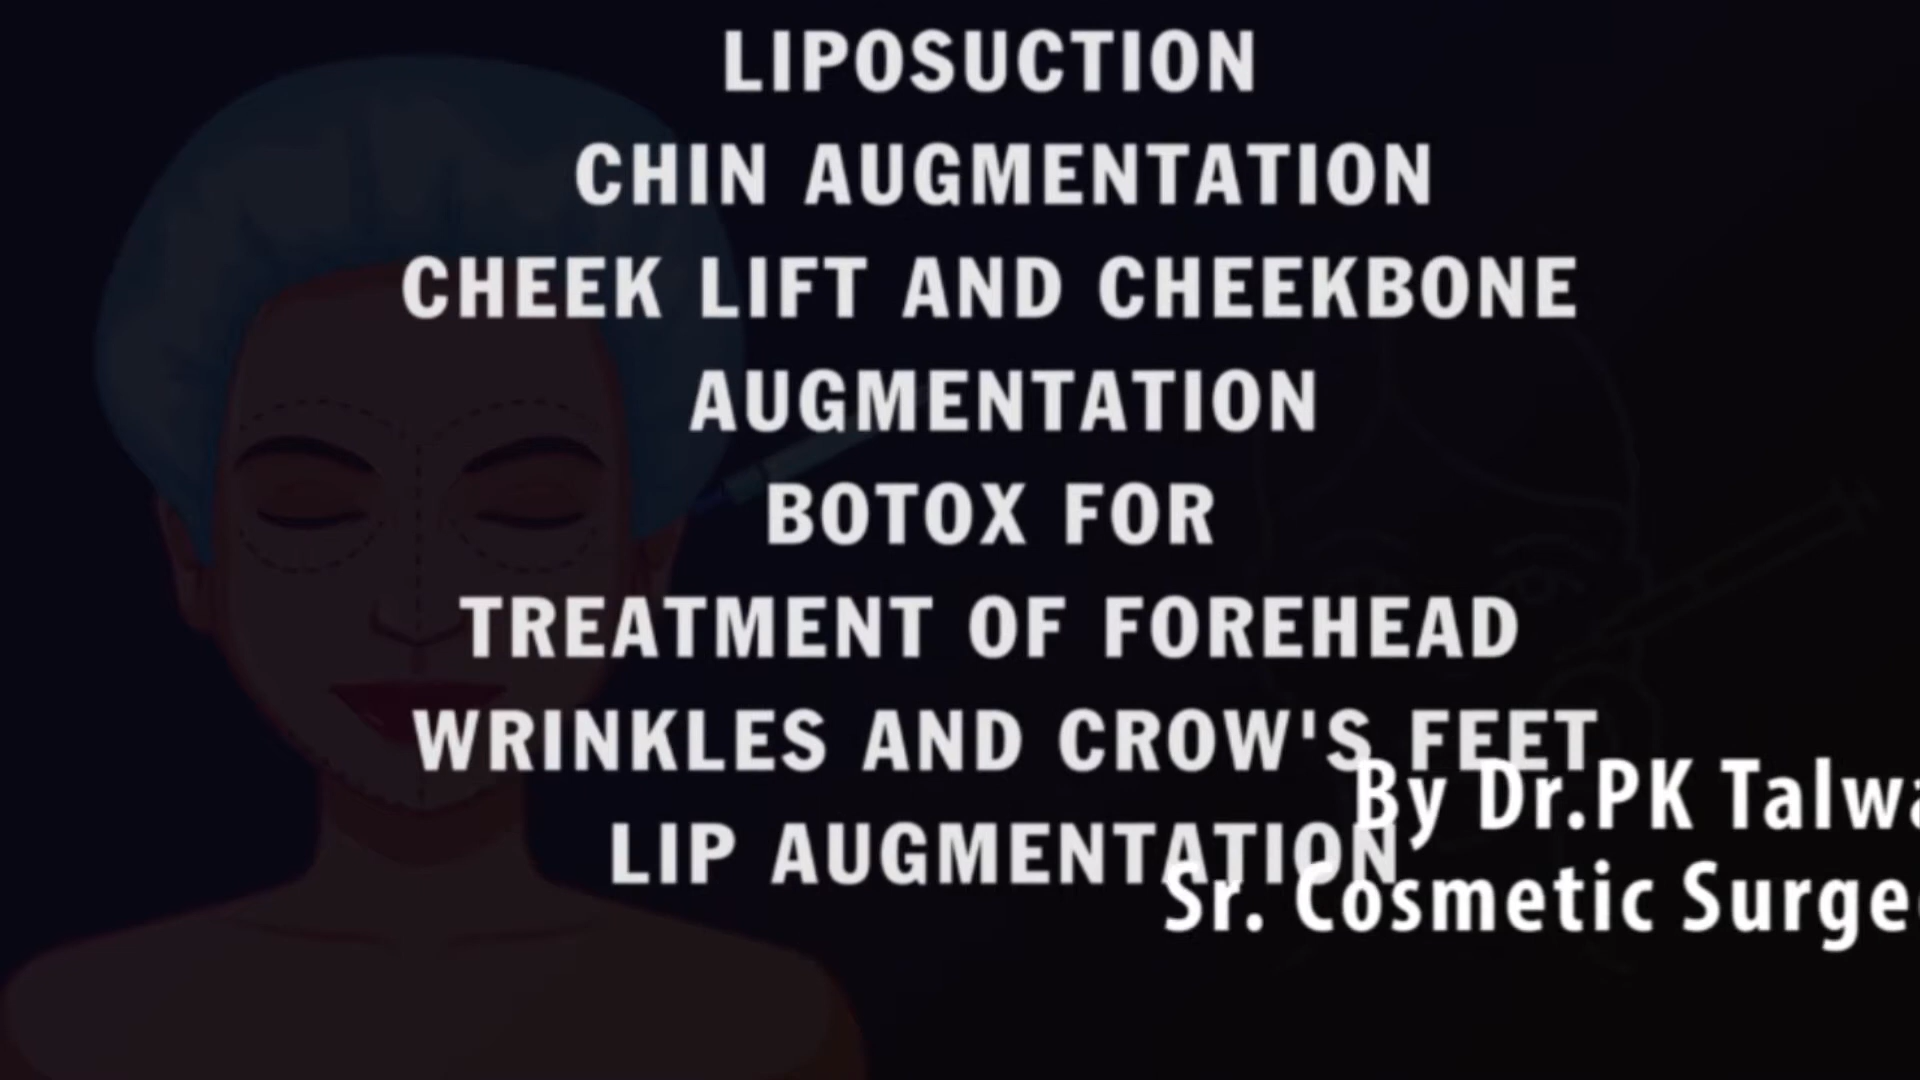 LIPOSUCTION
CHIN AUGMENTATION
CHEEK LIFT AND CHEEKBONE
AUGMENTATION
BOTOX FOR
TREATMENT OF FOREHEAD
WRINKLES AND CROW'S FEET
By Dr.PK
LIP AUGMENTATION
Sr. Cosmetic